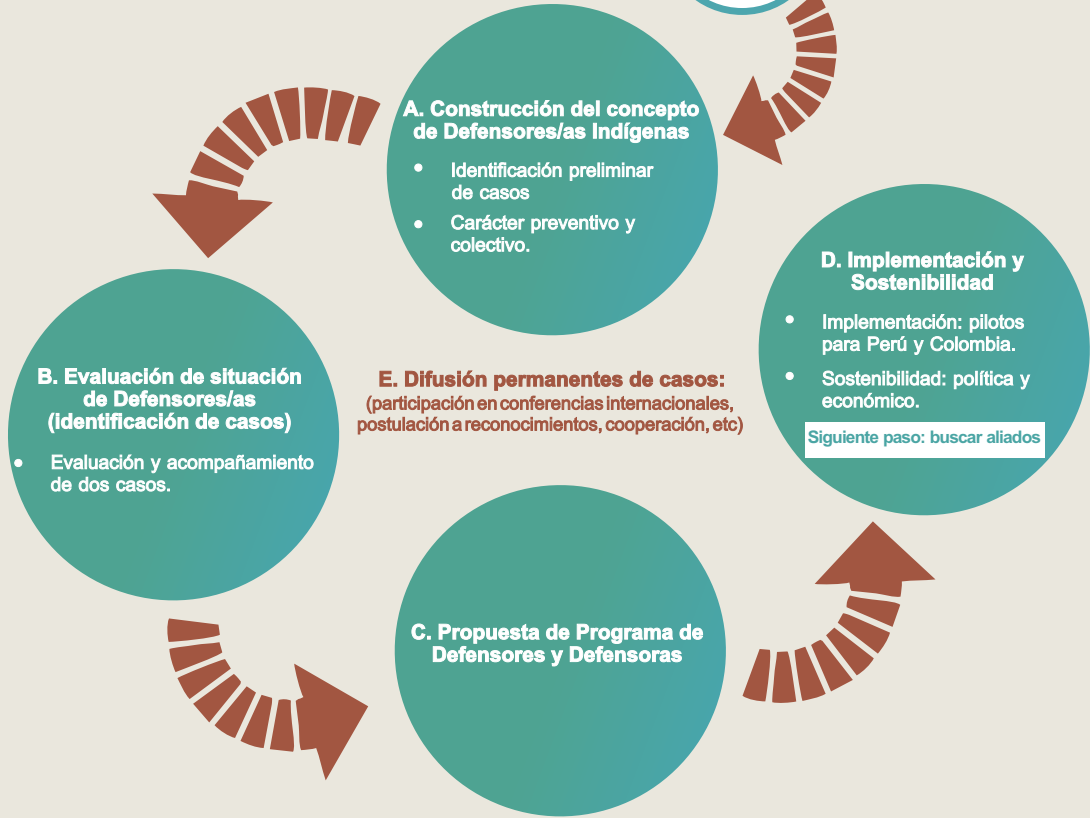 A. Construcción del concepto
de Defensores/as Indígenas
• Identificación preliminar
de casos
• Carácter preventivo y
colectivo.
B. Evaluación de situación
de Defensores/as
(identificación de casos)
• Evaluación y acompañamiento
de dos casos.
C. Propuesta de Programa de
Defensores y Defensoras
D. Implementación y
Sostenibilidad
• Implementación: pilotos
para Perú y Colombia.
• Sostenibilidad: política y
económico.
Siguiente paso: buscar aliados
E. Difusión permanentes de casos:
(participación en conferencias internacionales,
postulación a reconocimientos, cooperación, etc)